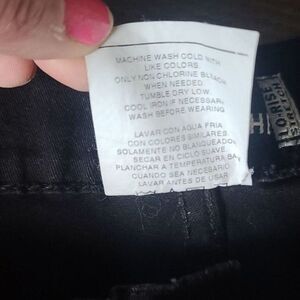 MACHINE WASH COLD WITH
LIKE COLORS.
ONLY NON CHLORINE BLEACH
WHEN NEEDED.
TUMBLE DRY LOW.
COOL IRON IF NECESSARY
WASH BEFORE WEARING
LAVAR CON AGUA FRIA
CON COLORES SIMILARES.
SOLAMENTE NO BLANQUEADOR
SECAR EN CICLO SUAVE.
PLANCHAR A TEMPERATURA BA
CUANDO SEA NECESARIO
LAVAR ANTES DE USAR
STRETCH